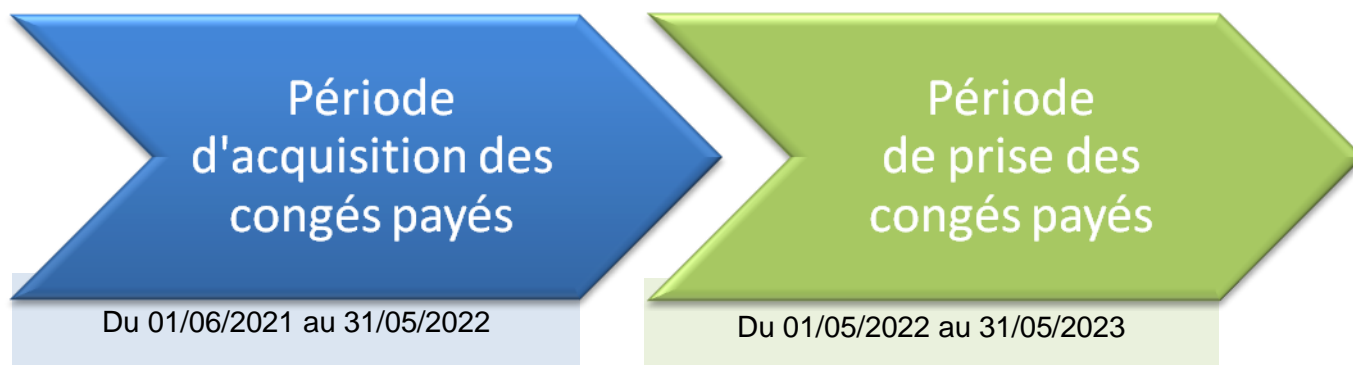 Période
d'acquisition des
congés payés
Du 01/06/2021 au 31/05/2022
Période
de prise des
congés payés
Du 01/05/2022 au 31/05/2023